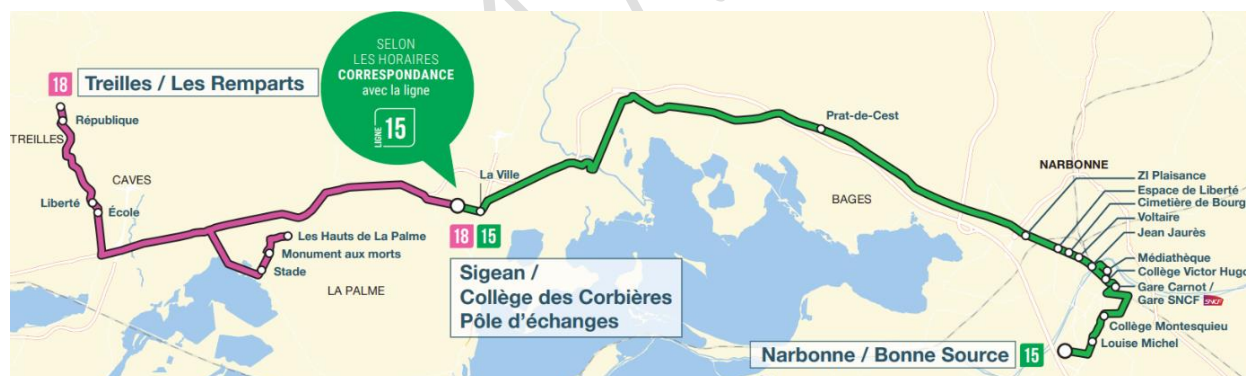 SELON
LES HORAIRES
CORRESPONDANCE
avec la ligne
LIGNE 15
18 Treilles / Les Remparts
République
TREILLES
CAVES
Liberté
École
Les Hauts de La Palme
Monument aux morts
Stade
LA PALME
La Ville
18 15
Sigean /
Collège des Corbières
Pôle d'échanges
Prat-de-Cest
BAGES
NARBONNE
ZI Plaisance
Espace de Liberté
Cimetière de Bourg
Voltaire
Jean Jaurès
Médiathèque
Collège Victor Hugo
Gare Carnot /
Gare SNCF SNCF
Collège Montesquieu
Louise Michel
Narbonne / Bonne Source 15